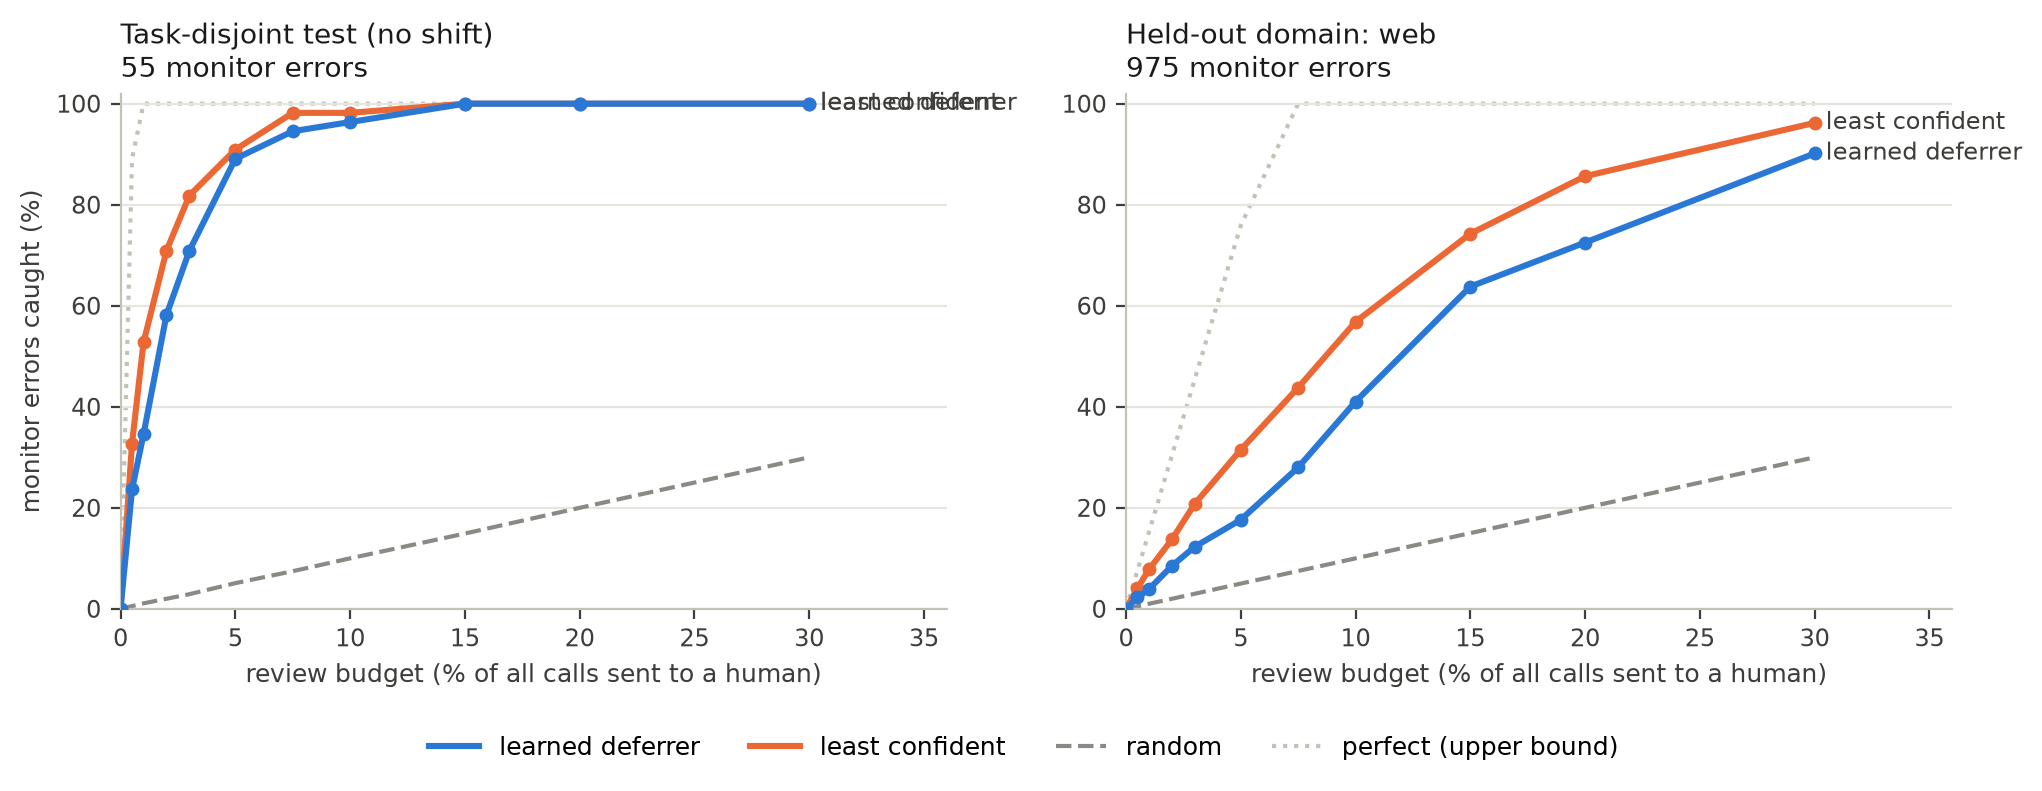 Task-disjoint test (no shift)
55 monitor errors
monitor errors caught (%)
100
80
60
40
20
0
0 5 10 15 20 25 30 35
review budget (% of all calls sent to a human)
Held-out domain: web
975 monitor errors
100
80
60
40
20
0
least confident
learned deferrer
0 5 10 15 20 25 30 35
review budget (% of all calls sent to a human)
learned deferrer least confident random perfect (upper bound)